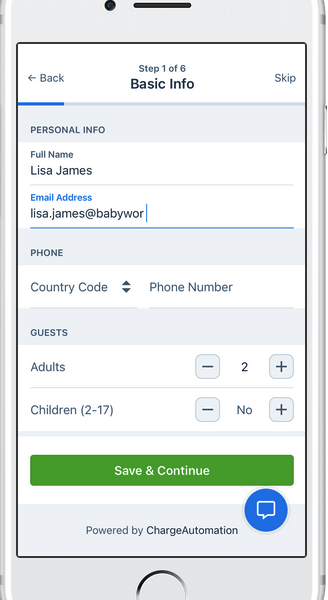 Step 1 of 6
← Back
Basic Info
Skip
PERSONAL INFO
Full Name
Lisa James
Email Address
lisa.james@babywor
PHONE
Country Code
Phone Number
GUESTS
Adults
2
Children (2-17)
No
Save & Continue
Powered by ChargeAutomation